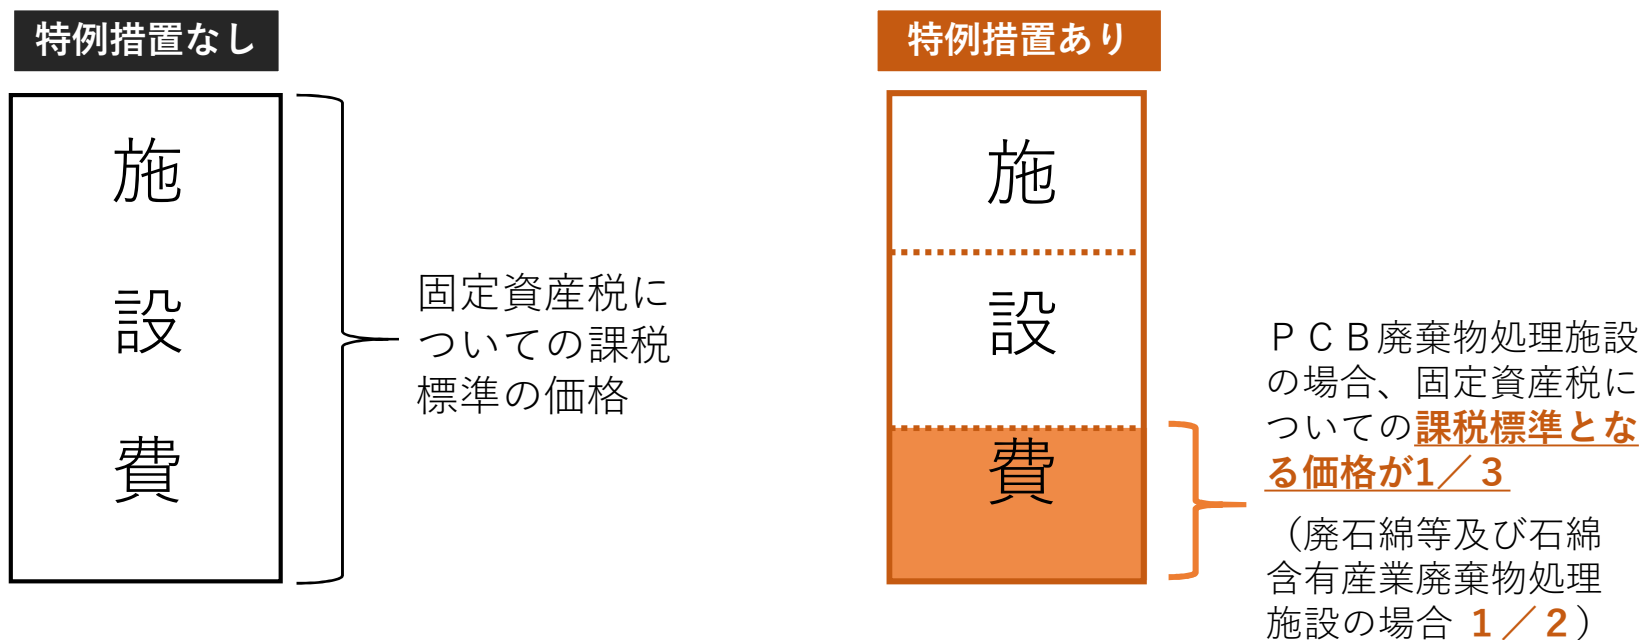 特例措置なし
施
設
費
固定資産税に
ついての課税
標準の価格
特例措置あり
施
設
費
ＰＣＢ廃棄物処理施設
の場合、固定資産税に
ついての課税標準とな
る価格が1／３
（廃石綿等及び石綿
含有産業廃棄物処理
施設の場合 １／２）